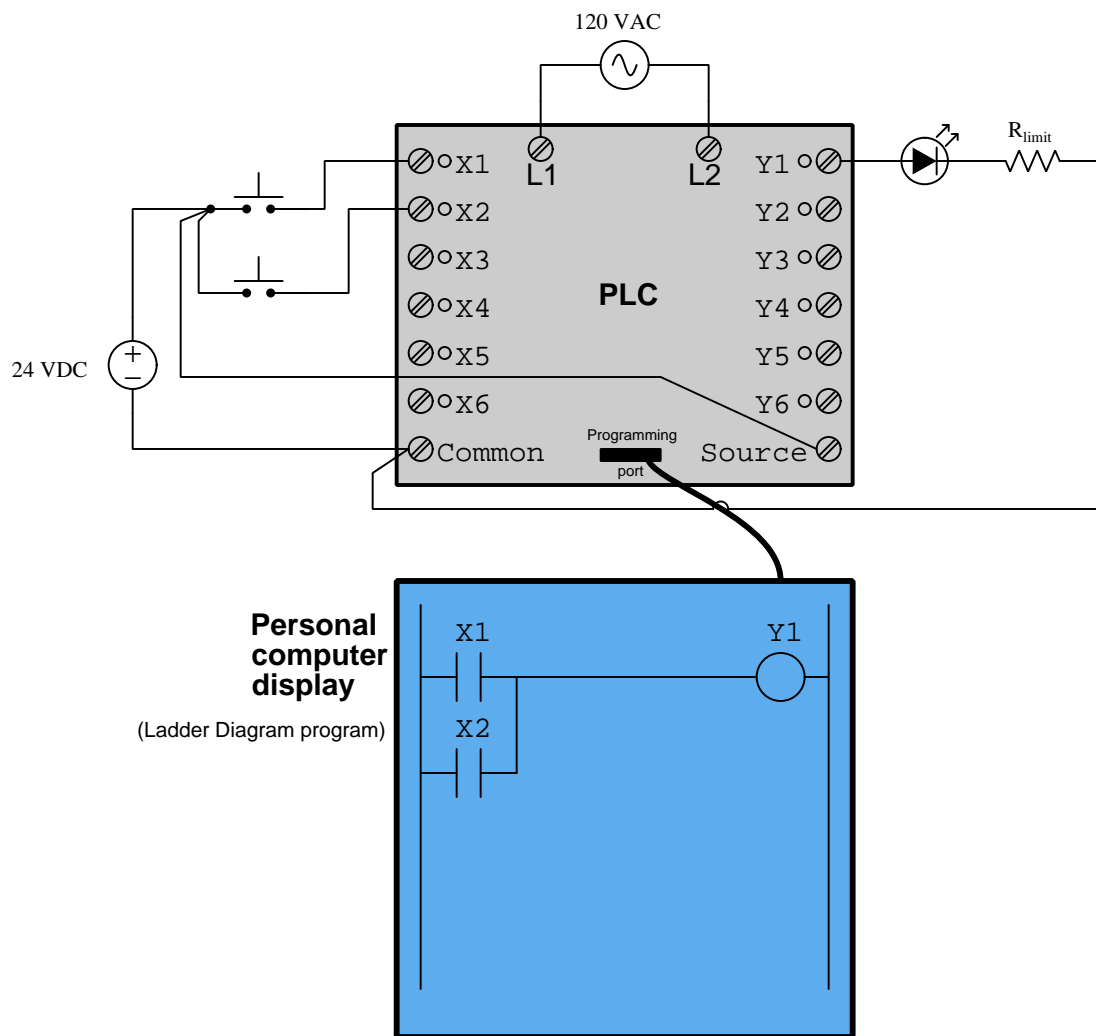 120 VAC
R_limit
X1
L1
L2
Y1
X2
Y2
X3
Y3
PLC
X4
Y4
24 VDC
+
−
X5
Y5
X6
Y6
Programming
port
Common
Source
Personal
computer
display
(Ladder Diagram program)
X1
Y1
X2